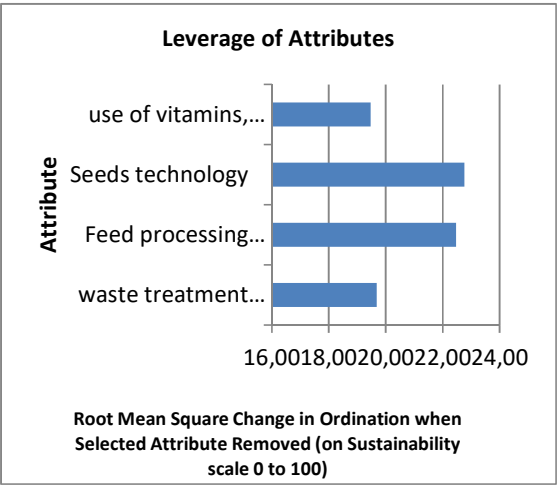 Leverage of Attributes
Attribute
use of vitamins,...
Seeds technology
Feed processing...
waste treatment...
16,0018,0020,0022,0024,00
Root Mean Square Change in Ordination when
Selected Attribute Removed (on Sustainability
scale 0 to 100)